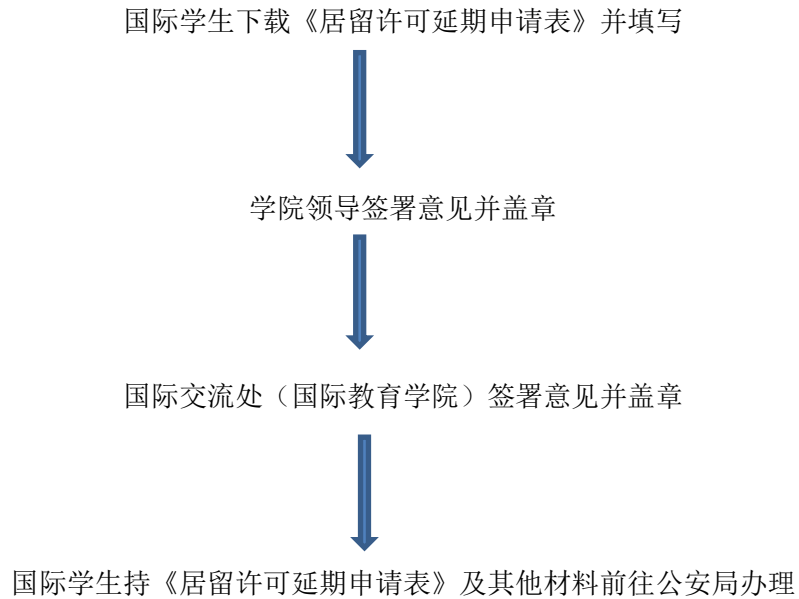 国际学生下载《居留许可延期申请表》并填写
学院领导签署意见并盖章
国际交流处（国际教育学院）签署意见并盖章
国际学生持《居留许可延期申请表》及其他材料前往公安局办理